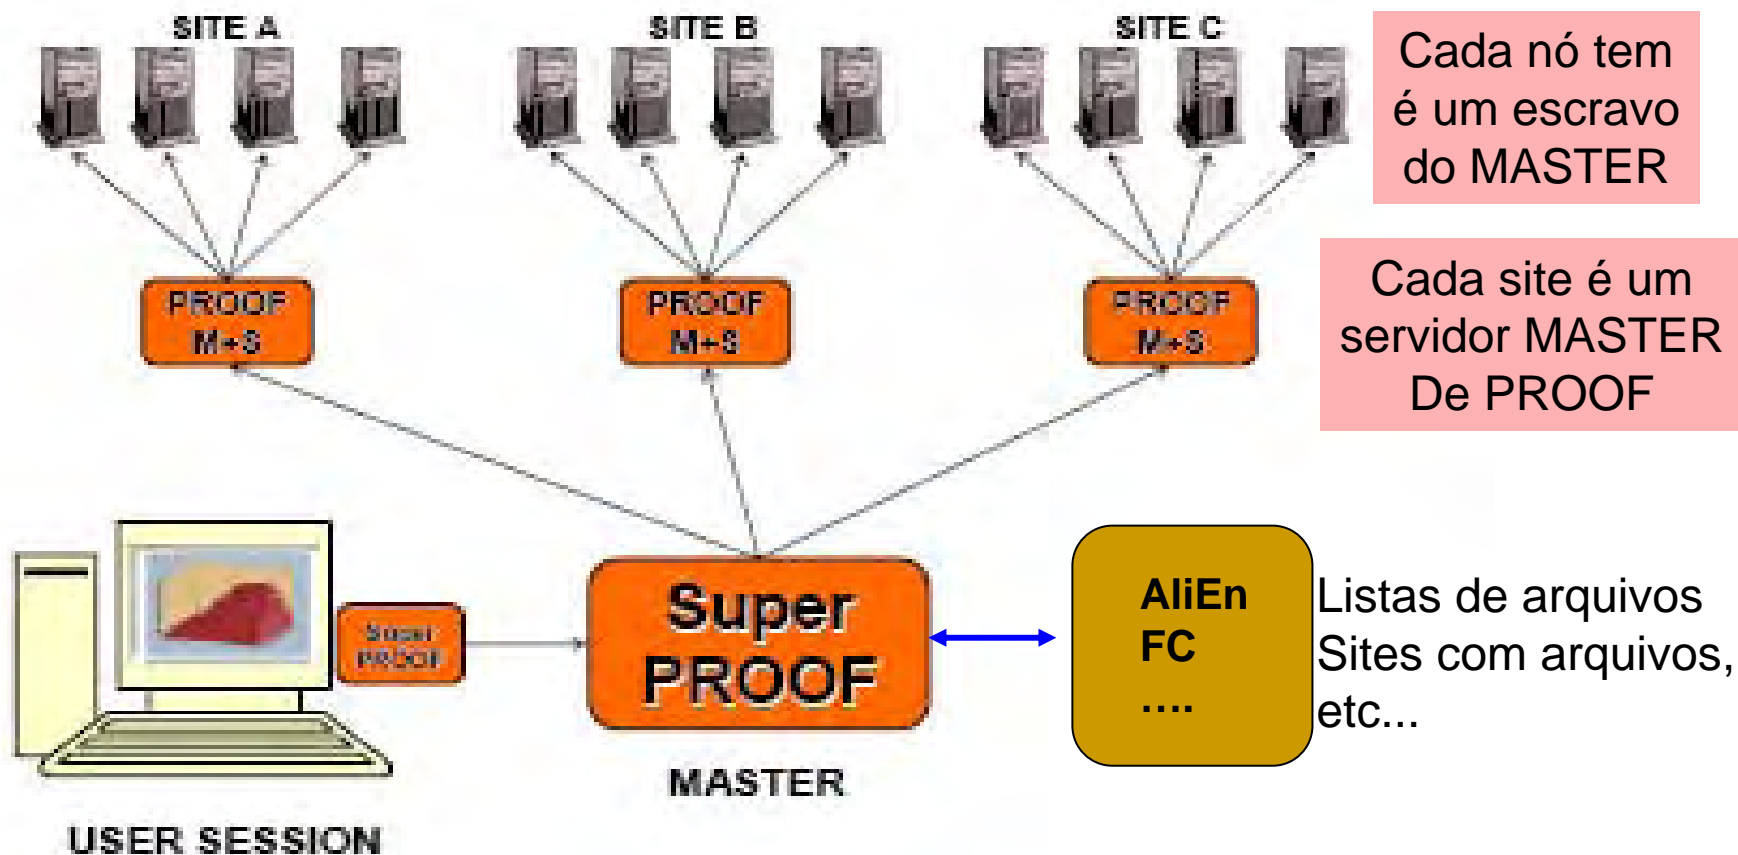 SITE A
SITE B
SITE C
Cada nó tem
é um escravo
do MASTER
PROOF
M+S
PROOF
M+S
PROOF
M+S
Cada site é um
servidor MASTER
De PROOF
Super
PROOF
Super
PROOF
MASTER
AliEn
FC
....
Listas de arquivos
Sites com arquivos,
etc...
USER SESSION